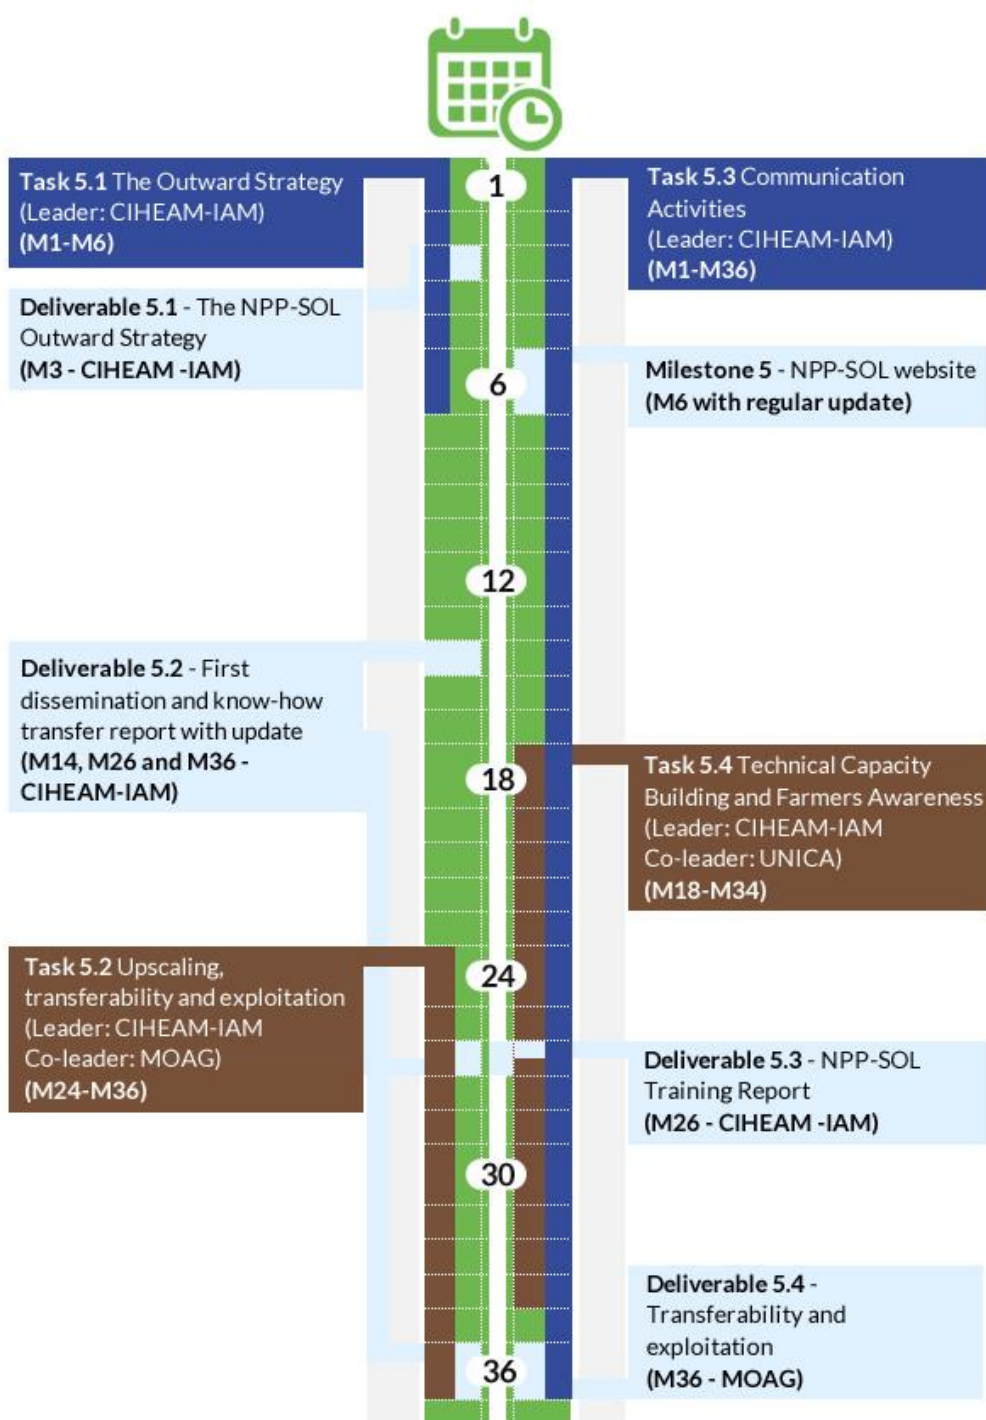 Task 5.1 The Outward Strategy
(Leader: CIHEAM-IAM)
(M1-M6)
1
Task 5.3 Communication
Activities
(Leader: CIHEAM-IAM)
(M1-M36)
Deliverable 5.1 - The NPP-SOL
Outward Strategy
(M3 - CIHEAM -IAM)
6
Milestone 5 - NPP-SOL website
(M6 with regular update)
12
Deliverable 5.2 - First
dissemination and know-how
transfer report with update
(M14, M26 and M36 -
CIHEAM-IAM)
18
Task 5.4 Technical Capacity
Building and Farmers Awareness
(Leader: CIHEAM-IAM
Co-leader: UNICA)
(M18-M34)
Task 5.2 Upscaling,
transferability and exploitation
(Leader: CIHEAM-IAM
Co-leader: MOAG)
(M24-M36)
24
Deliverable 5.3 - NPP-SOL
Training Report
(M26 - CIHEAM -IAM)
30
Deliverable 5.4 -
Transferability and
exploitation
(M36 - MOAG)
36